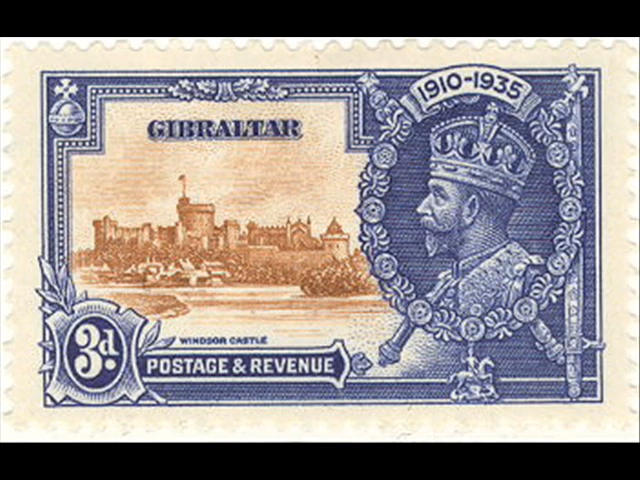 1910-1935
GIBRALTAR
WINDSOR CASTLE
3d.
POSTAGE & REVENUE